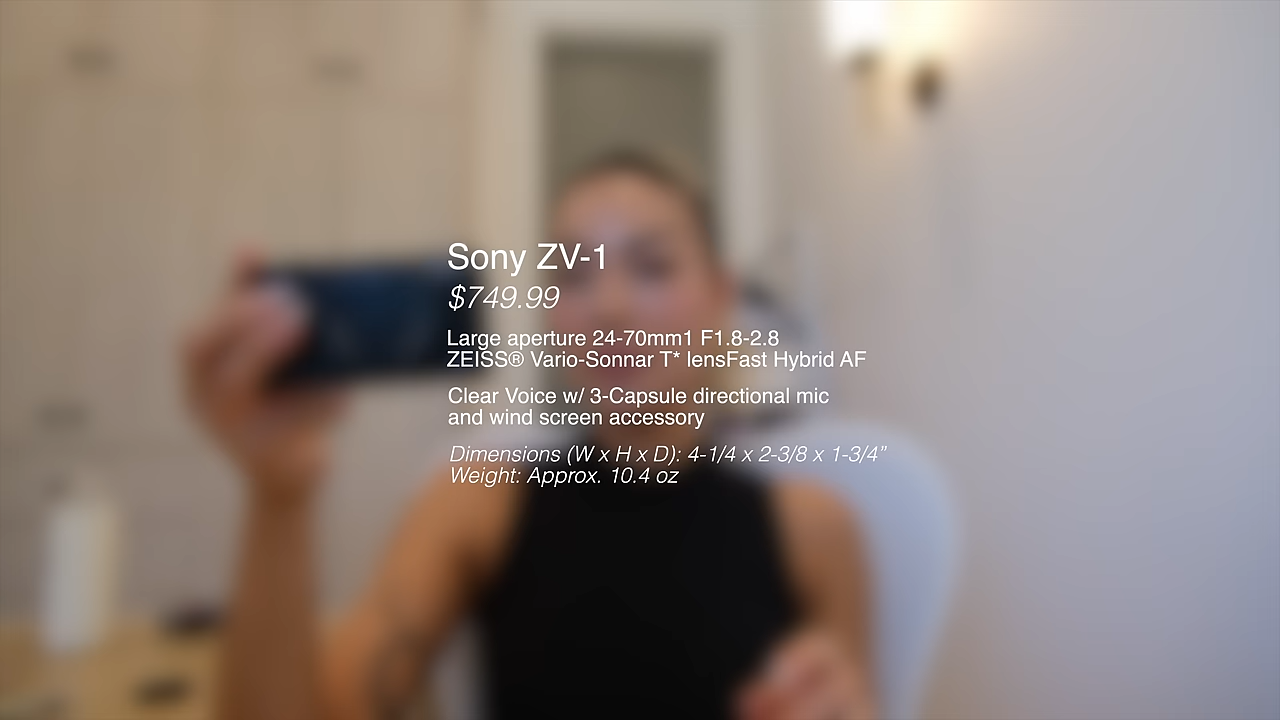 Sony ZV-1
$749.99
Large aperture 24-70mm1 F1.8-2.8
ZEISS® Vario-Sonnar T* lensFast Hybrid AF
Clear Voice w/ 3-Capsule directional mic
and wind screen accessory
Dimensions (W x H x D): 4-1/4 x 2-3/8 x 1-3/4”
Weight: Approx. 10.4 oz